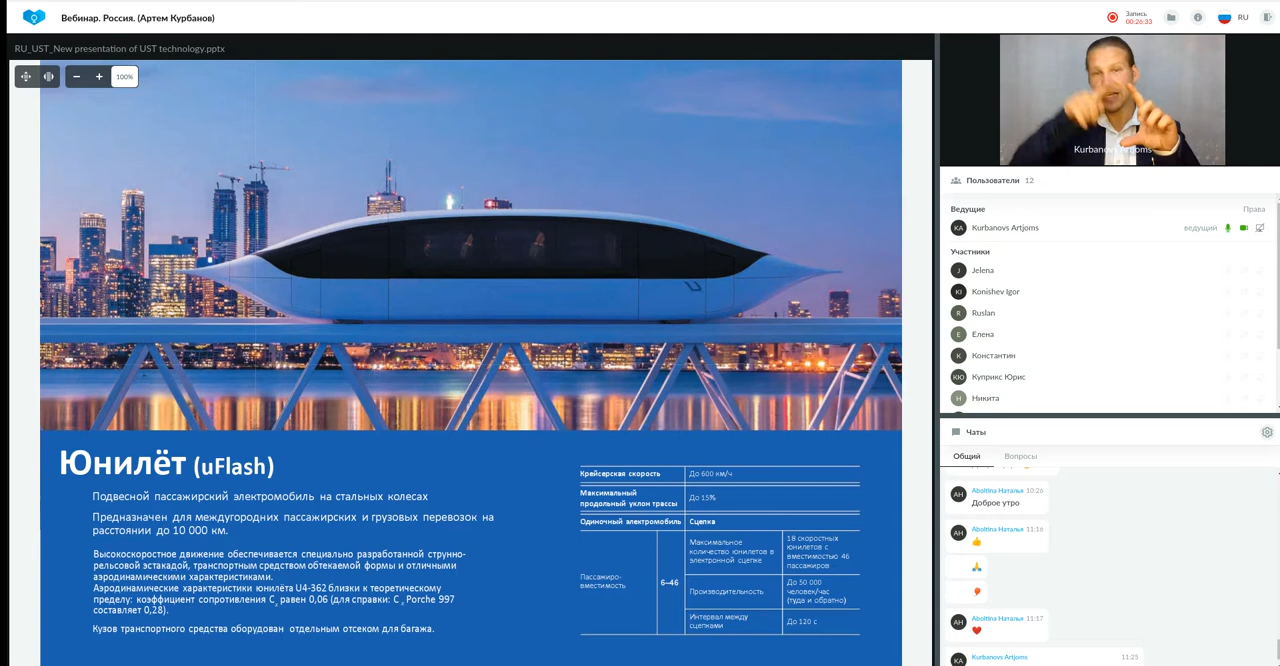 Вебинар. Россия. (Артем Курбанов)
Запись
00:26:33
RU
RU_UST_New presentation of UST technology.pptx
100%
Kurbanovs Artjoms
Пользователи 12
Ведущие
Права
KA Kurbanovs Artjoms
ведущий
Участники
J Jelena
KI Konishev Igor
R Ruslan
Е Елена
К Константин
КЮ Куприкс Юрис
Н Никита
Чаты
Общий
Вопросы
АН Aboltina Наталья 10:26
Доброе утро
АН Aboltina Наталья 11:16
АН Aboltina Наталья 11:17
KA Kurbanovs Artjoms 11:25
Юнилёт (uFlash)
Подвесной пассажирский электромобиль на стальных колесах
Предназначен для междугородних пассажирских и грузовых перевозок на
расстоянии до 10 000 км.
Высокоскоростное движение обеспечивается специально разработанной струнно-
рельсовой эстакадой, транспортным средством обтекаемой формы и отличными
аэродинамическими характеристиками.
Аэродинамические характеристики юнилёта U4-362 близки к теоретическому
пределу: коэффициент сопротивления Cx равен 0,06 (для справки: Cx Porche 997
составляет 0,28).
Кузов транспортного средства оборудован отдельным отсеком для багажа.
Крейсерская скорость
До 600 км/ч
Максимальный
продольный уклон трассы
До 15%
Одиночный электромобиль
Сцепка
Пассажиро-
вместимость
6–46
Максимальное
количество юнилетов в
электронной сцепке
18 скоростных
юнилетов с
вместимостью 46
пассажиров
Производительность
До 50 000
человек/час
(туда и обратно)
Интервал между
сцепками
До 120 с